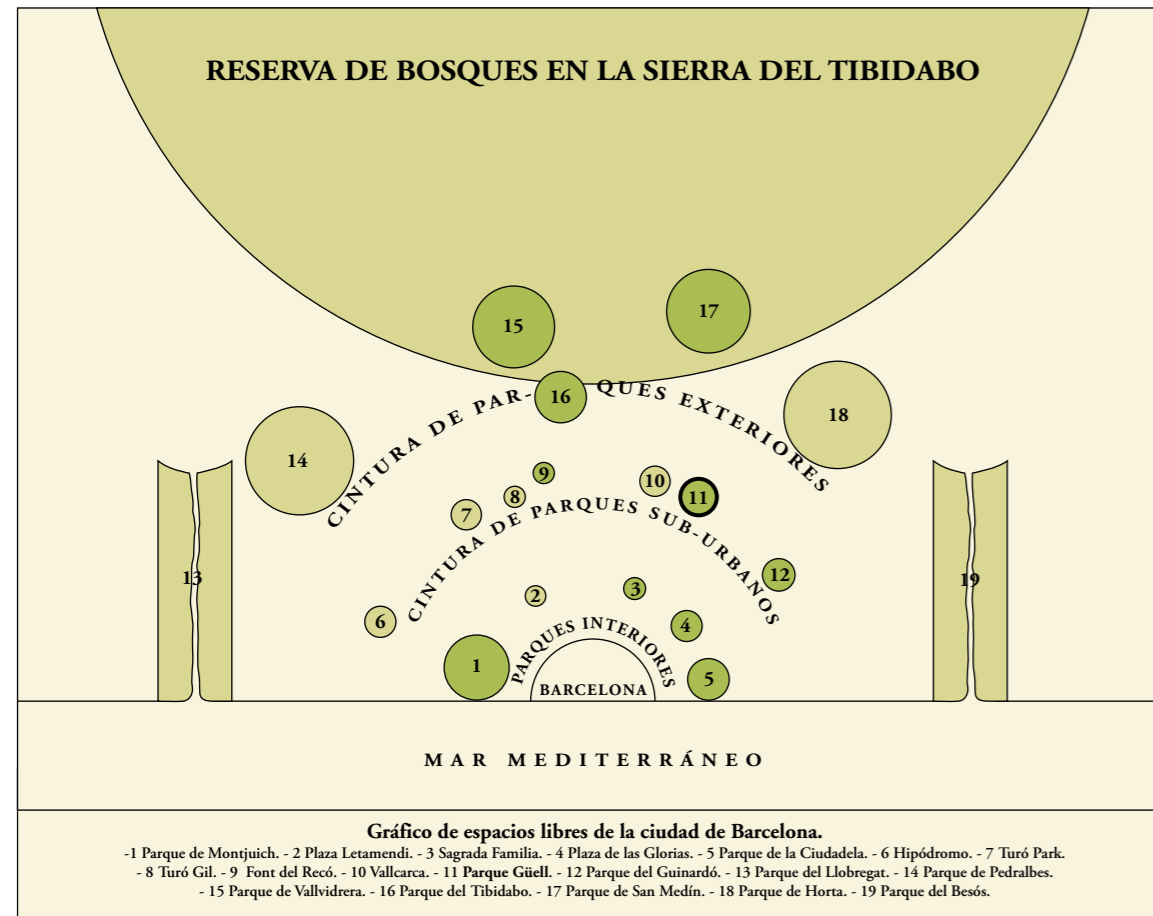 RESERVA DE BOSQUES EN LA SIERRA DEL TIBIDABO
15
17
16
CINTURA DE PAR- QUES EXTERIORES
18
14
9
10
8
11
7
CINTURA DE PARQUES SUB-URBANOS
13
19
12
2
3
6
4
PARQUES INTERIORES
1
5
BARCELONA
MAR MEDITERRÁNEO
Gráfico de espacios libres de la ciudad de Barcelona.
-1 Parque de Montjuich. - 2 Plaza Letamendi. - 3 Sagrada Familia. - 4 Plaza de las Glorias. - 5 Parque de la Ciudadela. - 6 Hipódromo. - 7 Turó Park.
- 8 Turó Gil. - 9 Font del Recó. - 10 Vallcarca. - 11 Parque Güell. - 12 Parque del Guinardó. - 13 Parque del Llobregat. - 14 Parque de Pedralbes.
- 15 Parque de Vallvidrera. - 16 Parque del Tibidabo. - 17 Parque de San Medín. - 18 Parque de Horta. - 19 Parque del Besós.